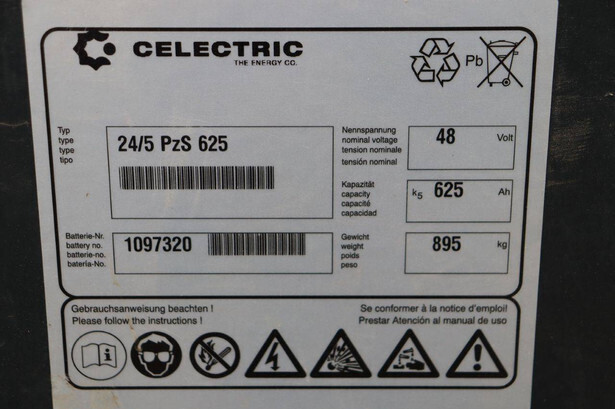 CELECTRIC
THE ENERGY CO.
Pb
Typ
type
type
tipo
24/5 PzS 625
Nennspannung
nominal voltage
tension nominale
tensión nominal
48 Volt
Kapazität
capacity
capacité
capacidad
k5 625 Ah
Batterie-Nr.
battery no.
batterie-no.
batería-No.
1097320
Gewicht
weight
poids
peso
895 kg
Gebrauchsanweisung beachten !
Please follow the instructions !
Se conformer à la notice d'emploi!
Prestar Atención al manual de uso
i